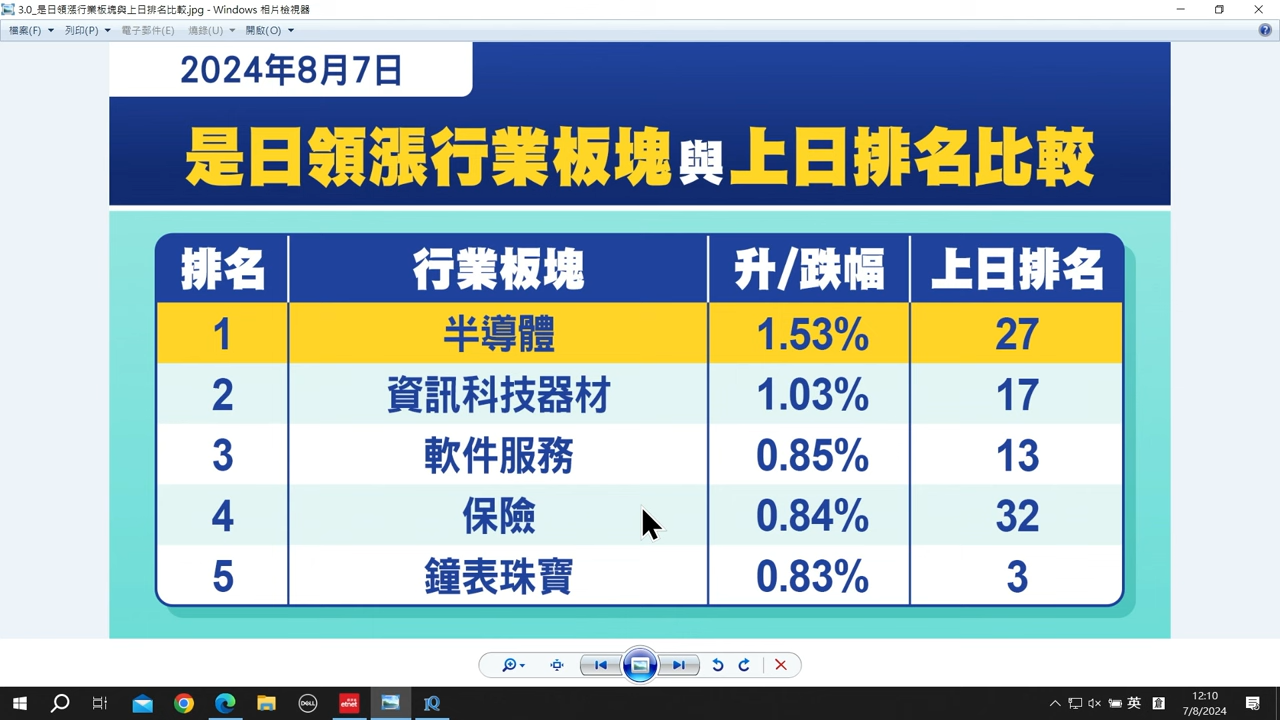 3.0_是日領漲行業板塊與上日排名比較.jpg - Windows 相片檢視器
檔案(F) 列印(P) 電子郵件(E) 燒錄(U) 開啟(O)
2024年8月7日
是日領漲行業板塊與上日排名比較
排名 行業板塊 升/跌幅 上日排名
1 半導體 1.53% 27
2 資訊科技器材 1.03% 17
3 軟件服務 0.85% 13
4 保險 0.84% 32
5 鐘表珠寶 0.83% 3
DELL etnet IQ 英 倉 12:10
7/8/2024